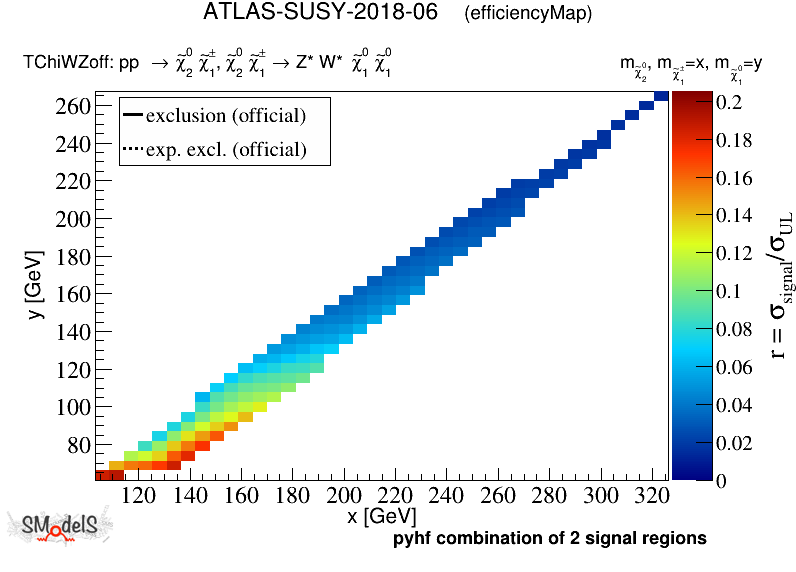 ATLAS-SUSY-2018-06 (efficiencyMap)
TChiWZoff: pp → χ̃₂⁰ χ̃₁±, χ̃₂⁰ χ̃₁± → Z* W* χ̃₁⁰ χ̃₁⁰
m_χ̃₂⁰, m_χ̃₁±=x, m_χ̃₁⁰=y
exclusion (official)
exp. excl. (official)
260
240
220
200
180
160
140
120
100
80
y [GeV]
120 140 160 180 200 220 240 260 280 300 320
x [GeV]
0.2
0.18
0.16
0.14
0.12
0.1
0.08
0.06
0.04
0.02
0
r = σ_signal/σ_UL
SModelS
pyhf combination of 2 signal regions